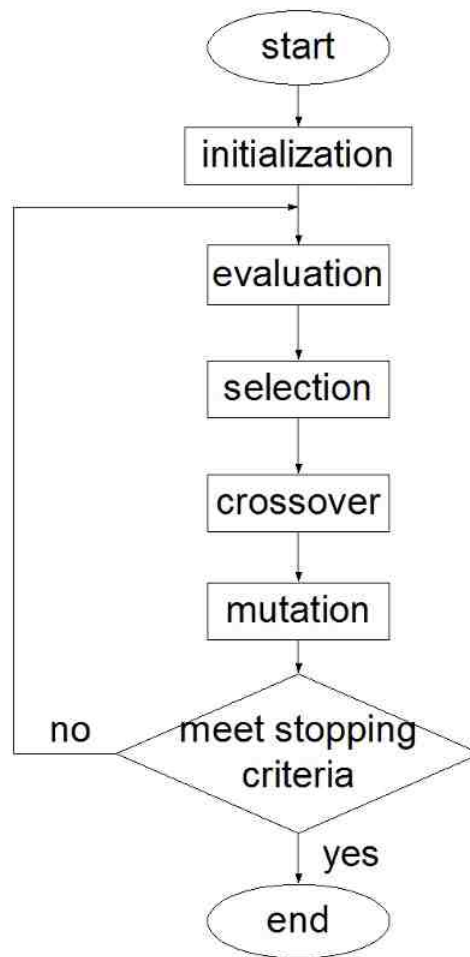 start
initialization
evaluation
selection
crossover
mutation
no
meet stopping
criteria
yes
end